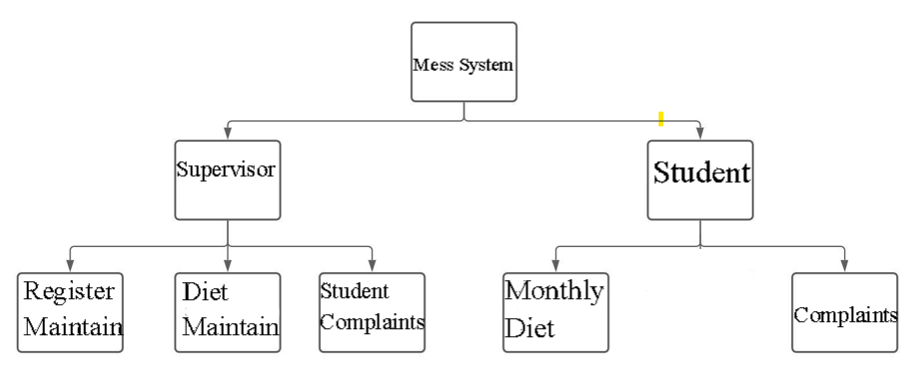 Mess System
Supervisor
Student
Register
Maintain
Diet
Maintain
Student
Complaints
Monthly
Diet
Complaints